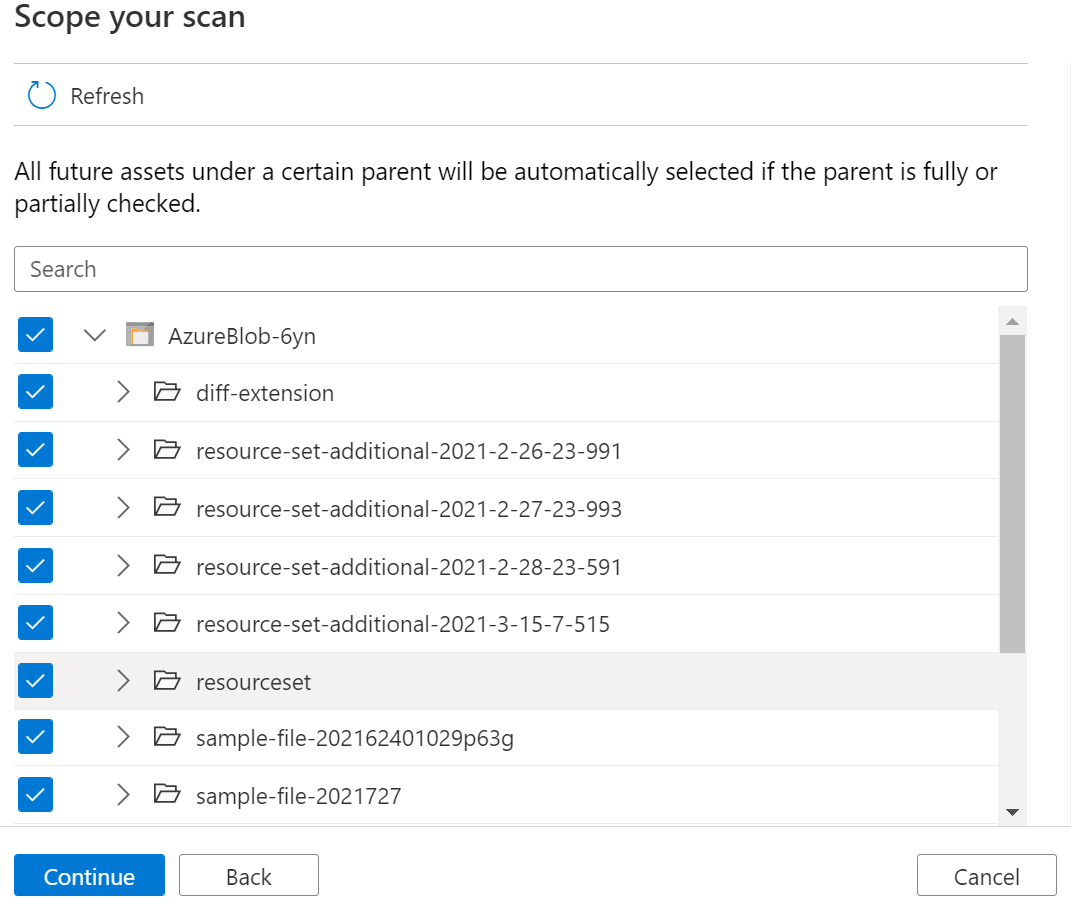 Scope your scan
Refresh
All future assets under a certain parent will be automatically selected if the parent is fully or
partially checked.
Search
AzureBlob-6yn
diff-extension
resource-set-additional-2021-2-26-23-991
resource-set-additional-2021-2-27-23-993
resource-set-additional-2021-2-28-23-591
resource-set-additional-2021-3-15-7-515
resourceset
sample-file-202162401029p63g
sample-file-2021727
Continue
Back
Cancel